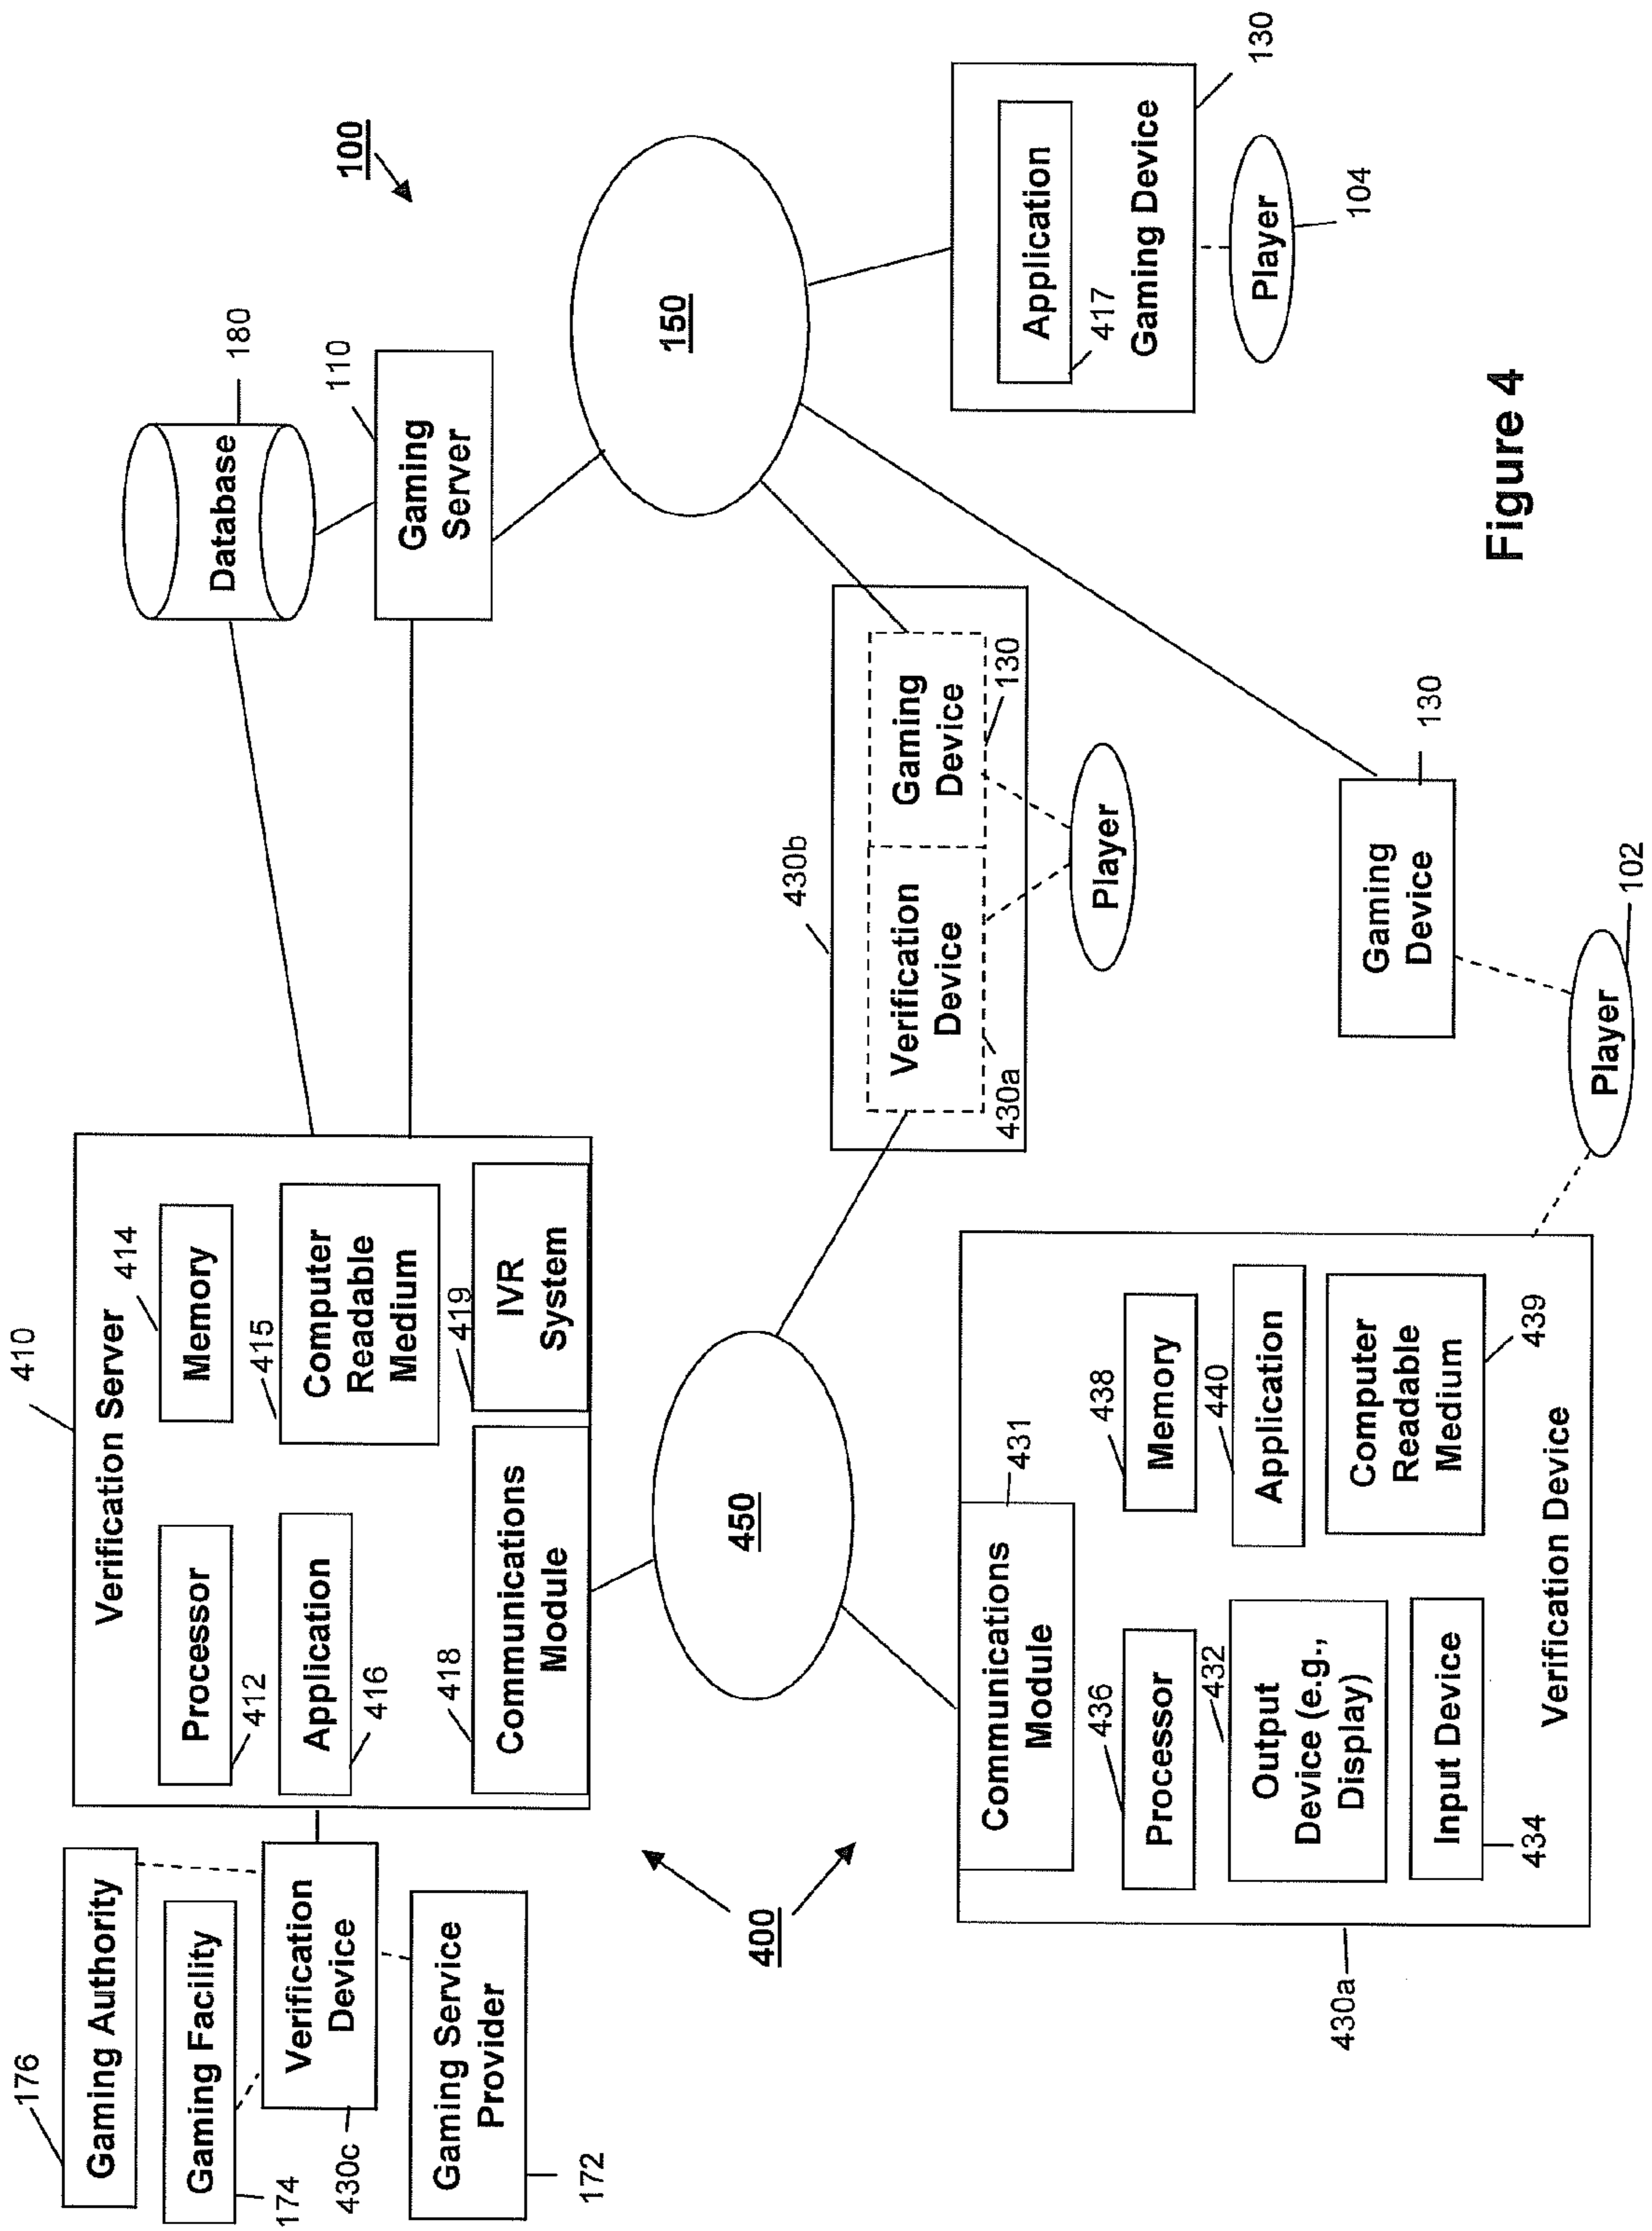 176
Gaming Authority
Gaming Facility
174
Verification
Device
430c
Gaming Service
Provider
172
410
Verification Server
Processor
412
Memory
414
Application
416
Computer
Readable
Medium
415
418
Communications
Module
419
IVR
System
Database
180
110
Gaming
Server
100
400
450
150
430b
Verification
Device
430a
Gaming
Device
130
Player
Application
417
Gaming Device
130
Player
104
Communications
Module
431
436
Processor
438
Memory
432
Output
Device (e.g.,
Display)
440
Application
Input Device
434
Computer
Readable
Medium
439
Verification Device
430a
Gaming
Device
130
Player
102
Figure 4